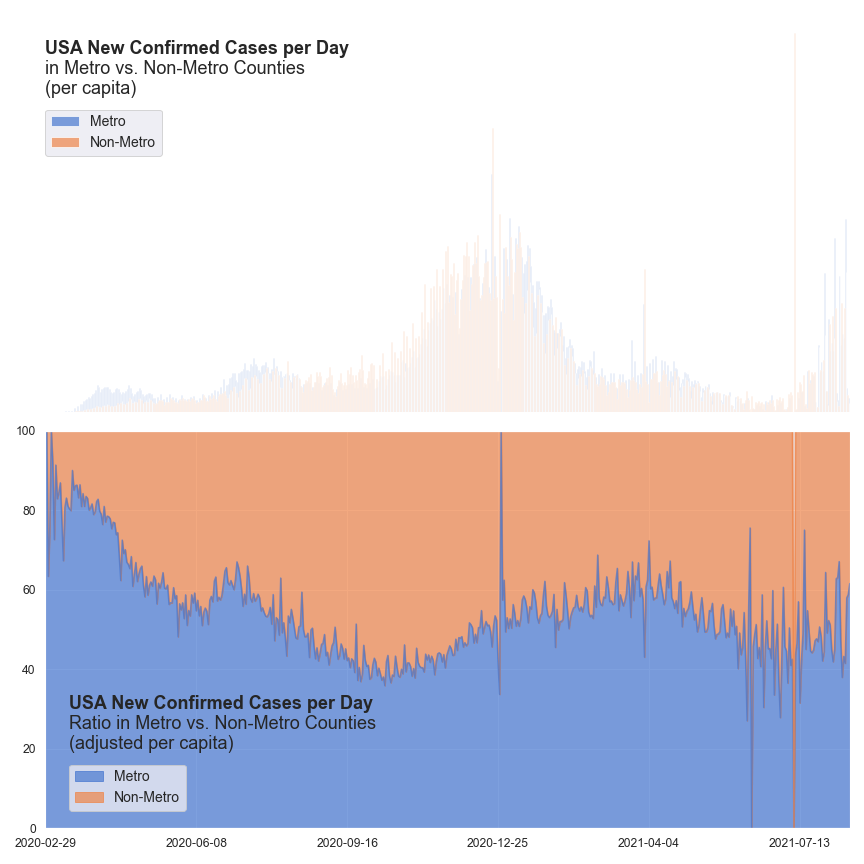 USA New Confirmed Cases per Day
in Metro vs. Non-Metro Counties
(per capita)
Metro
Non-Metro
100
80
60
40
20
0
USA New Confirmed Cases per Day
Ratio in Metro vs. Non-Metro Counties
(adjusted per capita)
Metro
Non-Metro
2020-02-29
2020-06-08
2020-09-16
2020-12-25
2021-04-04
2021-07-13